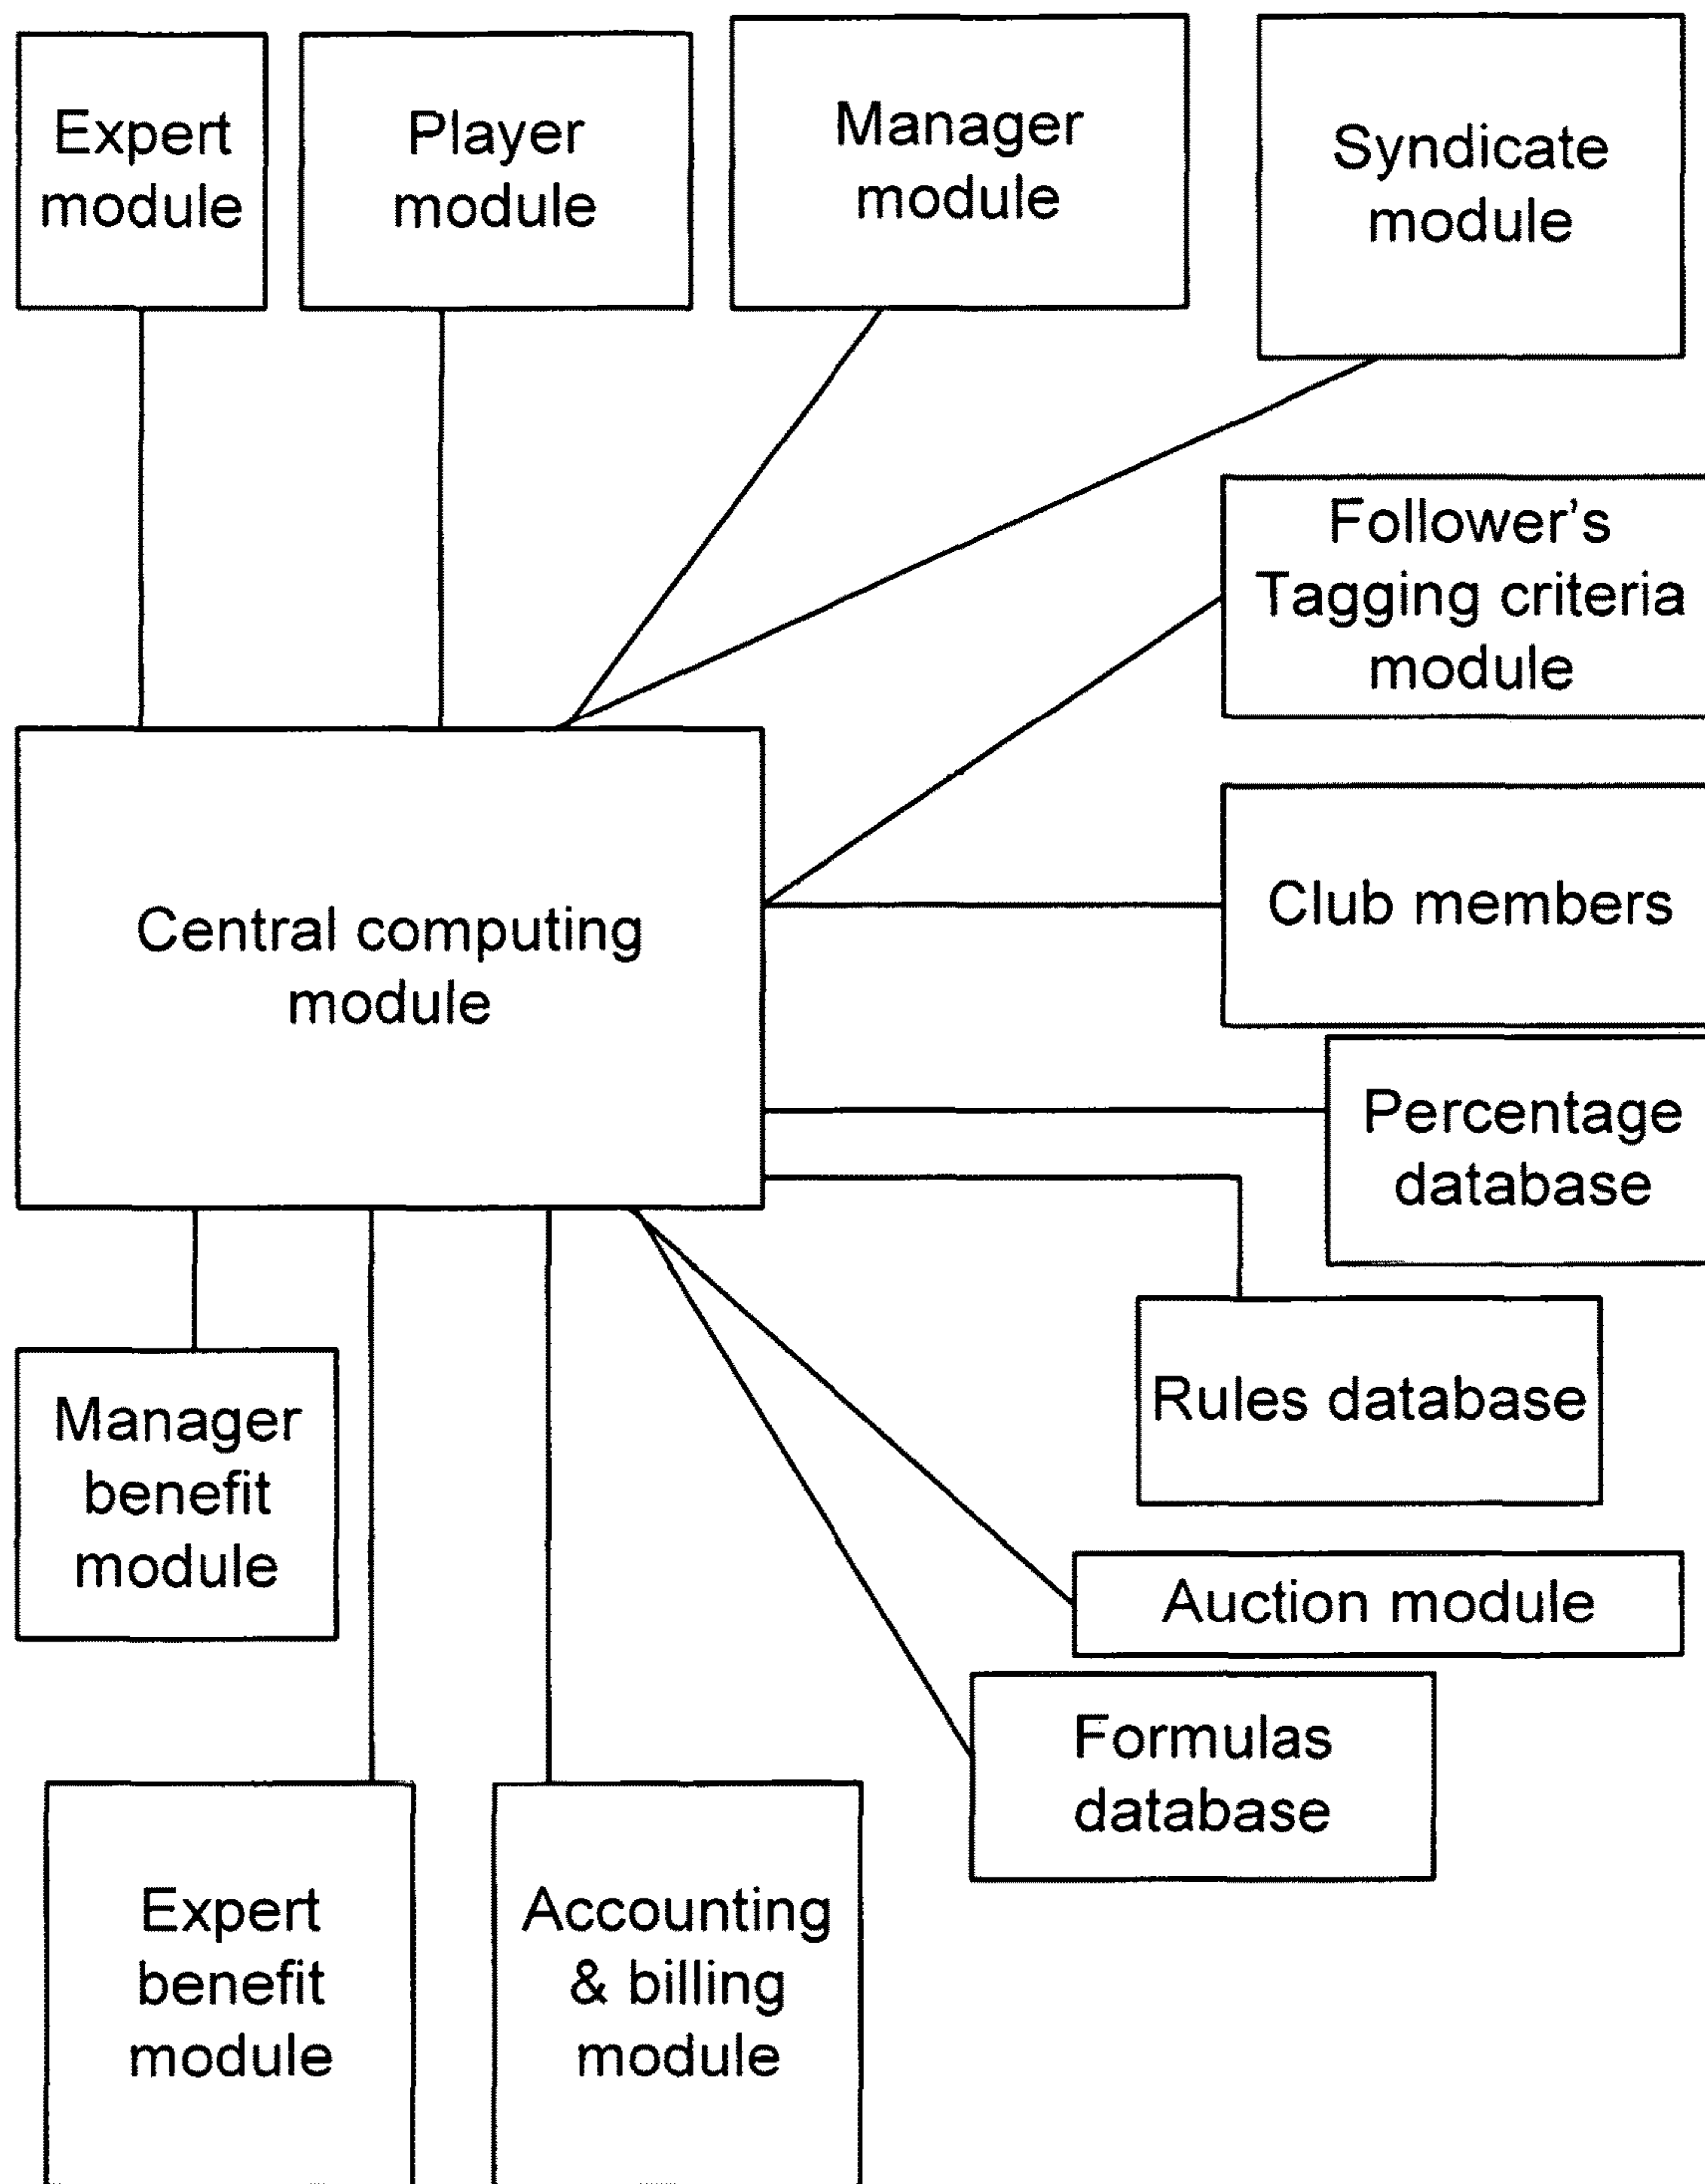 Expert
module
Player
module
Manager
module
Syndicate
module
Follower’s
Tagging criteria
module
Central computing
module
Club members
Percentage
database
Rules database
Manager
benefit
module
Auction module
Formulas
database
Expert
benefit
module
Accounting
& billing
module